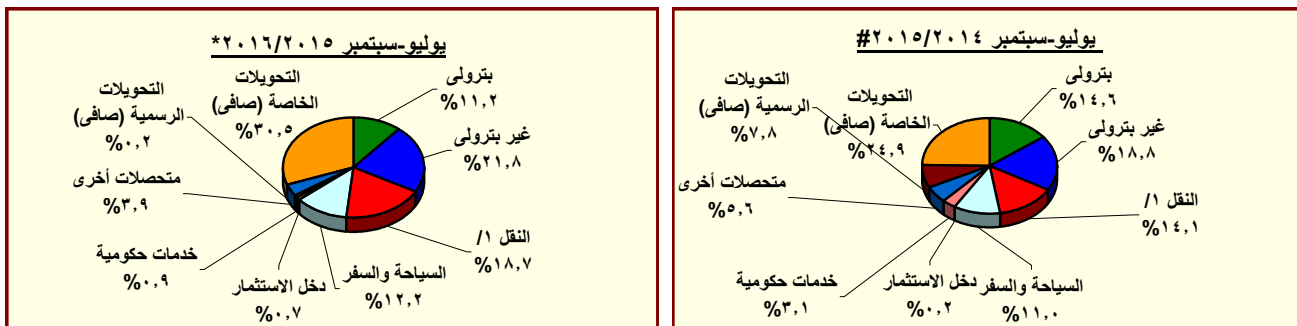 يوليو-سبتمبر ٢٠١٥/٢٠١٤#
بترولى
%١٤,٦
غير بترولى
%١٨,٨
النقل ١/
%١٤,١
السياحة والسفر
%١١,٠
دخل الاستثمار
%٠,٢
خدمات حكومية
%٣,١
متحصلات أخرى
%٥,٦
التحويلات
الرسمية (صافى)
%٧,٨
التحويلات
الخاصة (صافى)
%٢٤,٩
يوليو-سبتمبر ٢٠١٦/٢٠١٥*
بترولى
%١١,٢
غير بترولى
%٢١,٨
النقل ١/
%١٨,٧
السياحة والسفر
%١٢,٢
دخل الاستثمار
%٠,٧
خدمات حكومية
%٠,٩
متحصلات أخرى
%٣,٩
التحويلات
الرسمية (صافى)
%٠,٢
التحويلات
الخاصة (صافى)
%٣٠,٥